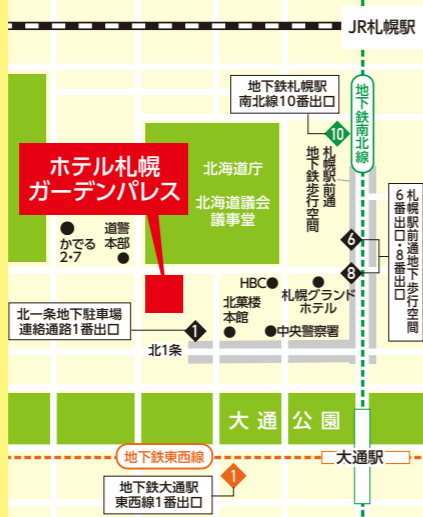 JR札幌駅
地下鉄札幌駅
南北線10番出口
10
地下鉄南北線
札幌駅前通
地下鉄歩行空間
ホテル札幌
ガーデンパレス
北海道庁
北海道議会
議事堂
かでる
2・7
道警
本部
6
8
札幌駅前通地下歩行空間
6番出口・8番出口
HBC
札幌グランド
ホテル
北菓楼
本館
中央警察署
北一条地下駐車場
連絡通路1番出口
1
北1条
大通公園
地下鉄東西線
大通駅
1
地下鉄大通駅
東西線1番出口